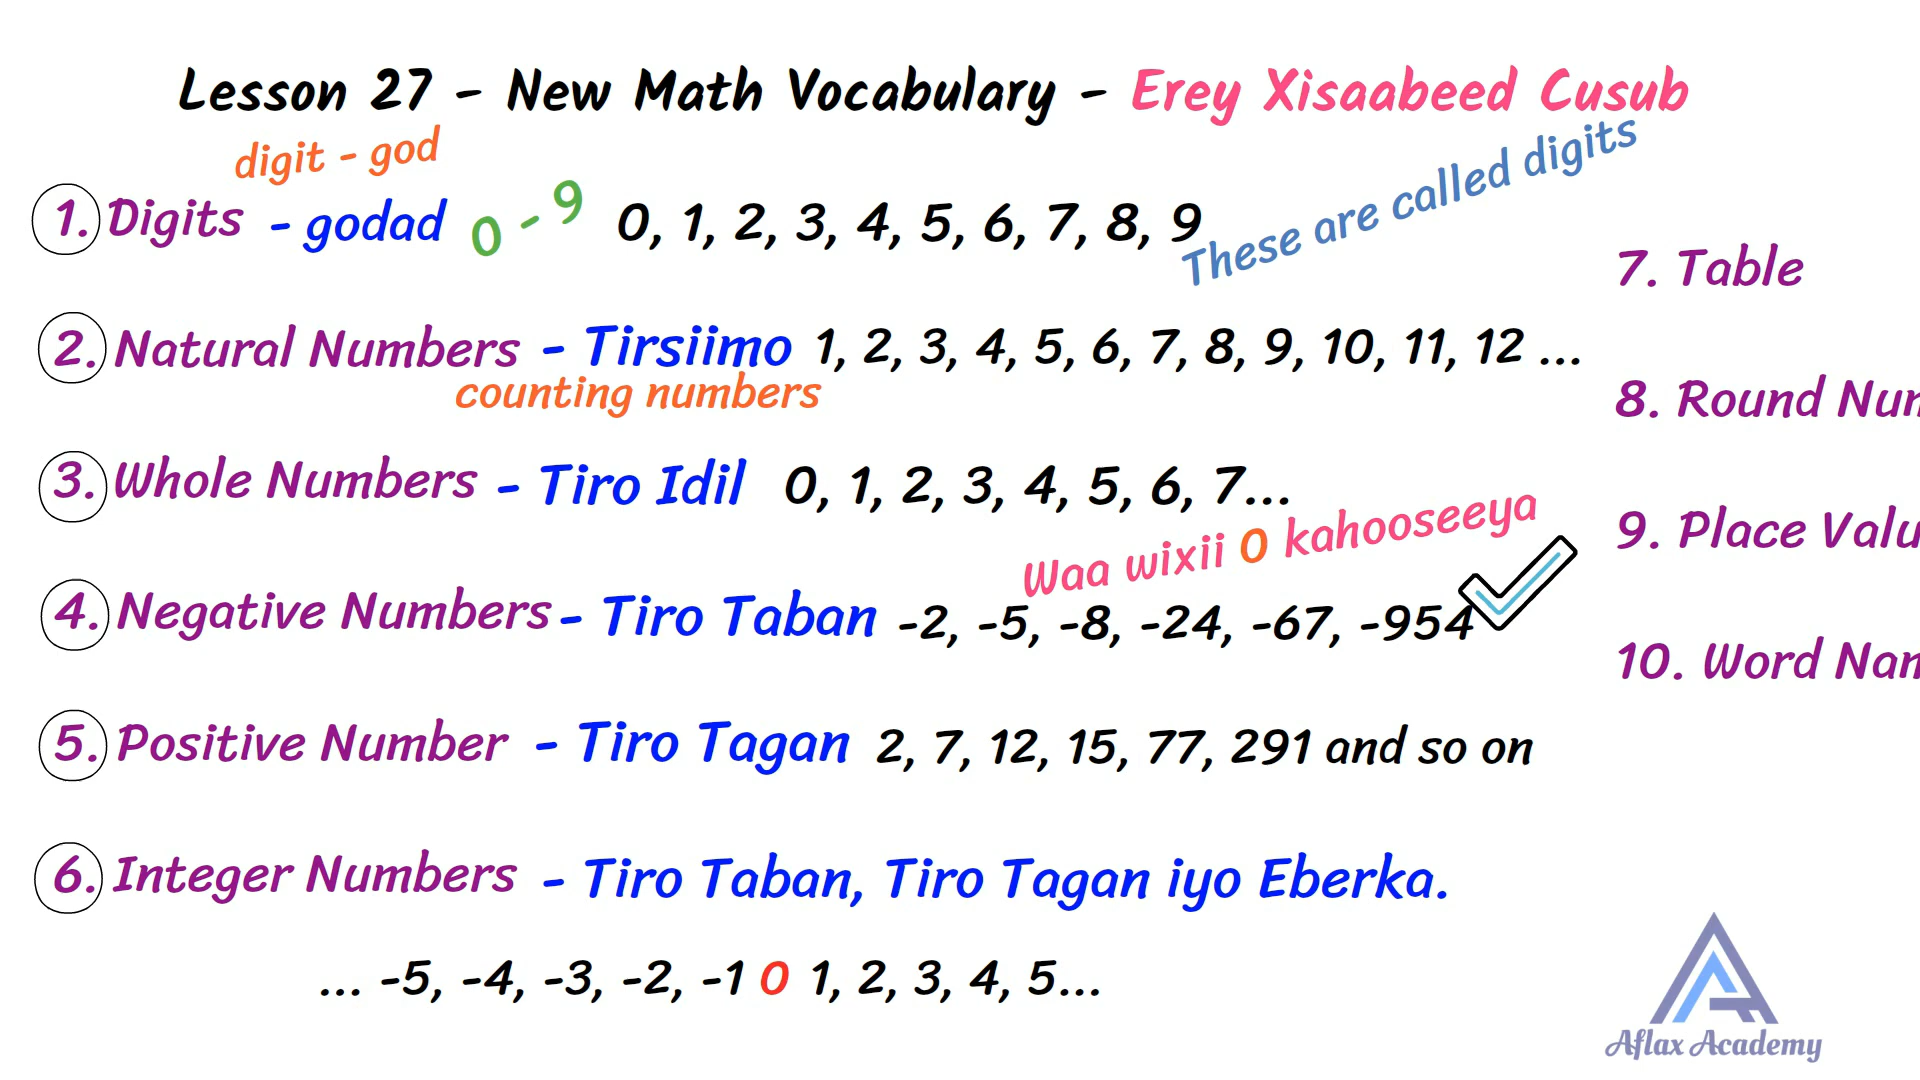 Lesson 27 - New Math Vocabulary - Erey Xisaabeed Cusub
digit - god
1. Digits - godad 0 - 9 0, 1, 2, 3, 4, 5, 6, 7, 8, 9
These are called digits
2. Natural Numbers - Tirsiimo 1, 2, 3, 4, 5, 6, 7, 8, 9, 10, 11, 12 ...
counting numbers
3. Whole Numbers - Tiro Idil 0, 1, 2, 3, 4, 5, 6, 7...
Waa wixii 0 kahooseeya
4. Negative Numbers - Tiro Taban -2, -5, -8, -24, -67, -954
5. Positive Number - Tiro Tagan 2, 7, 12, 15, 77, 291 and so on
6. Integer Numbers - Tiro Taban, Tiro Tagan iyo Eberka.
... -5, -4, -3, -2, -1 0 1, 2, 3, 4, 5...
7. Table
8. Round
9. Place
10. Word
Aflax Academy